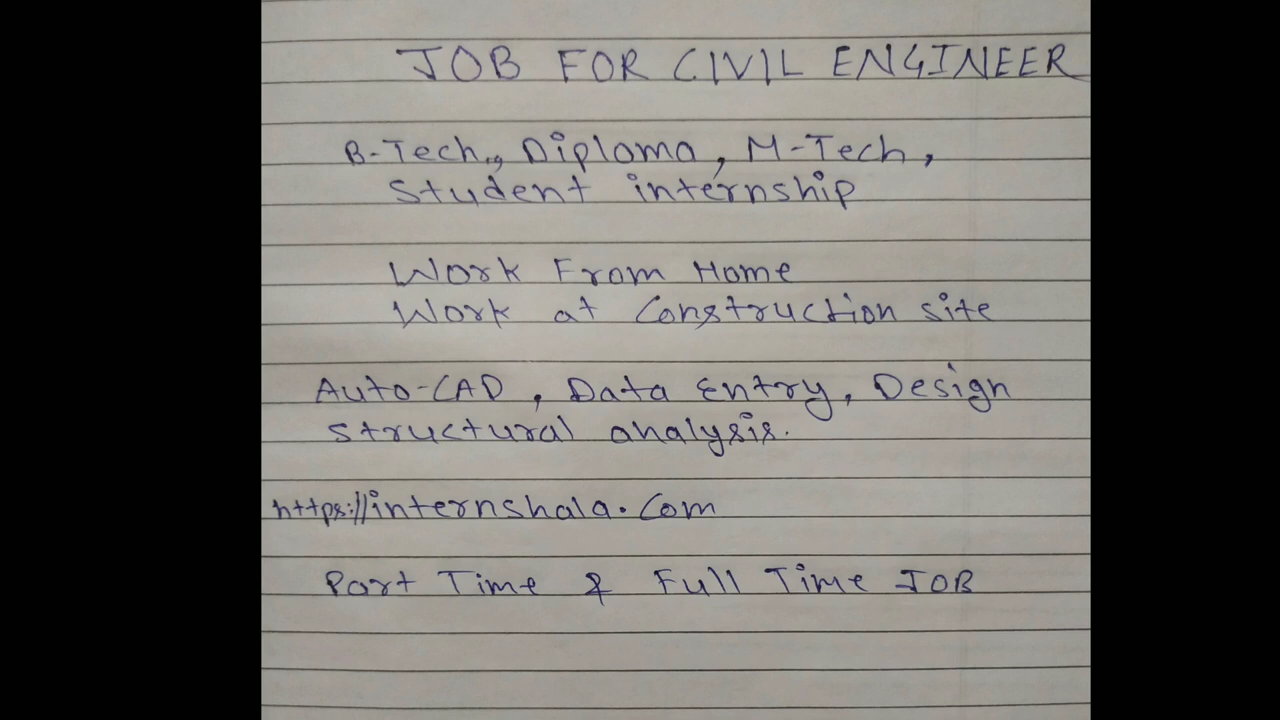 JOB FOR CIVIL ENGINEER
B-Tech, Diploma, M-Tech,
Student internship
Work From Home
Work at Construction site
Auto-CAD, Data Entry, Design
structural analysis.
https://internshala.com
Part Time & Full Time JOB